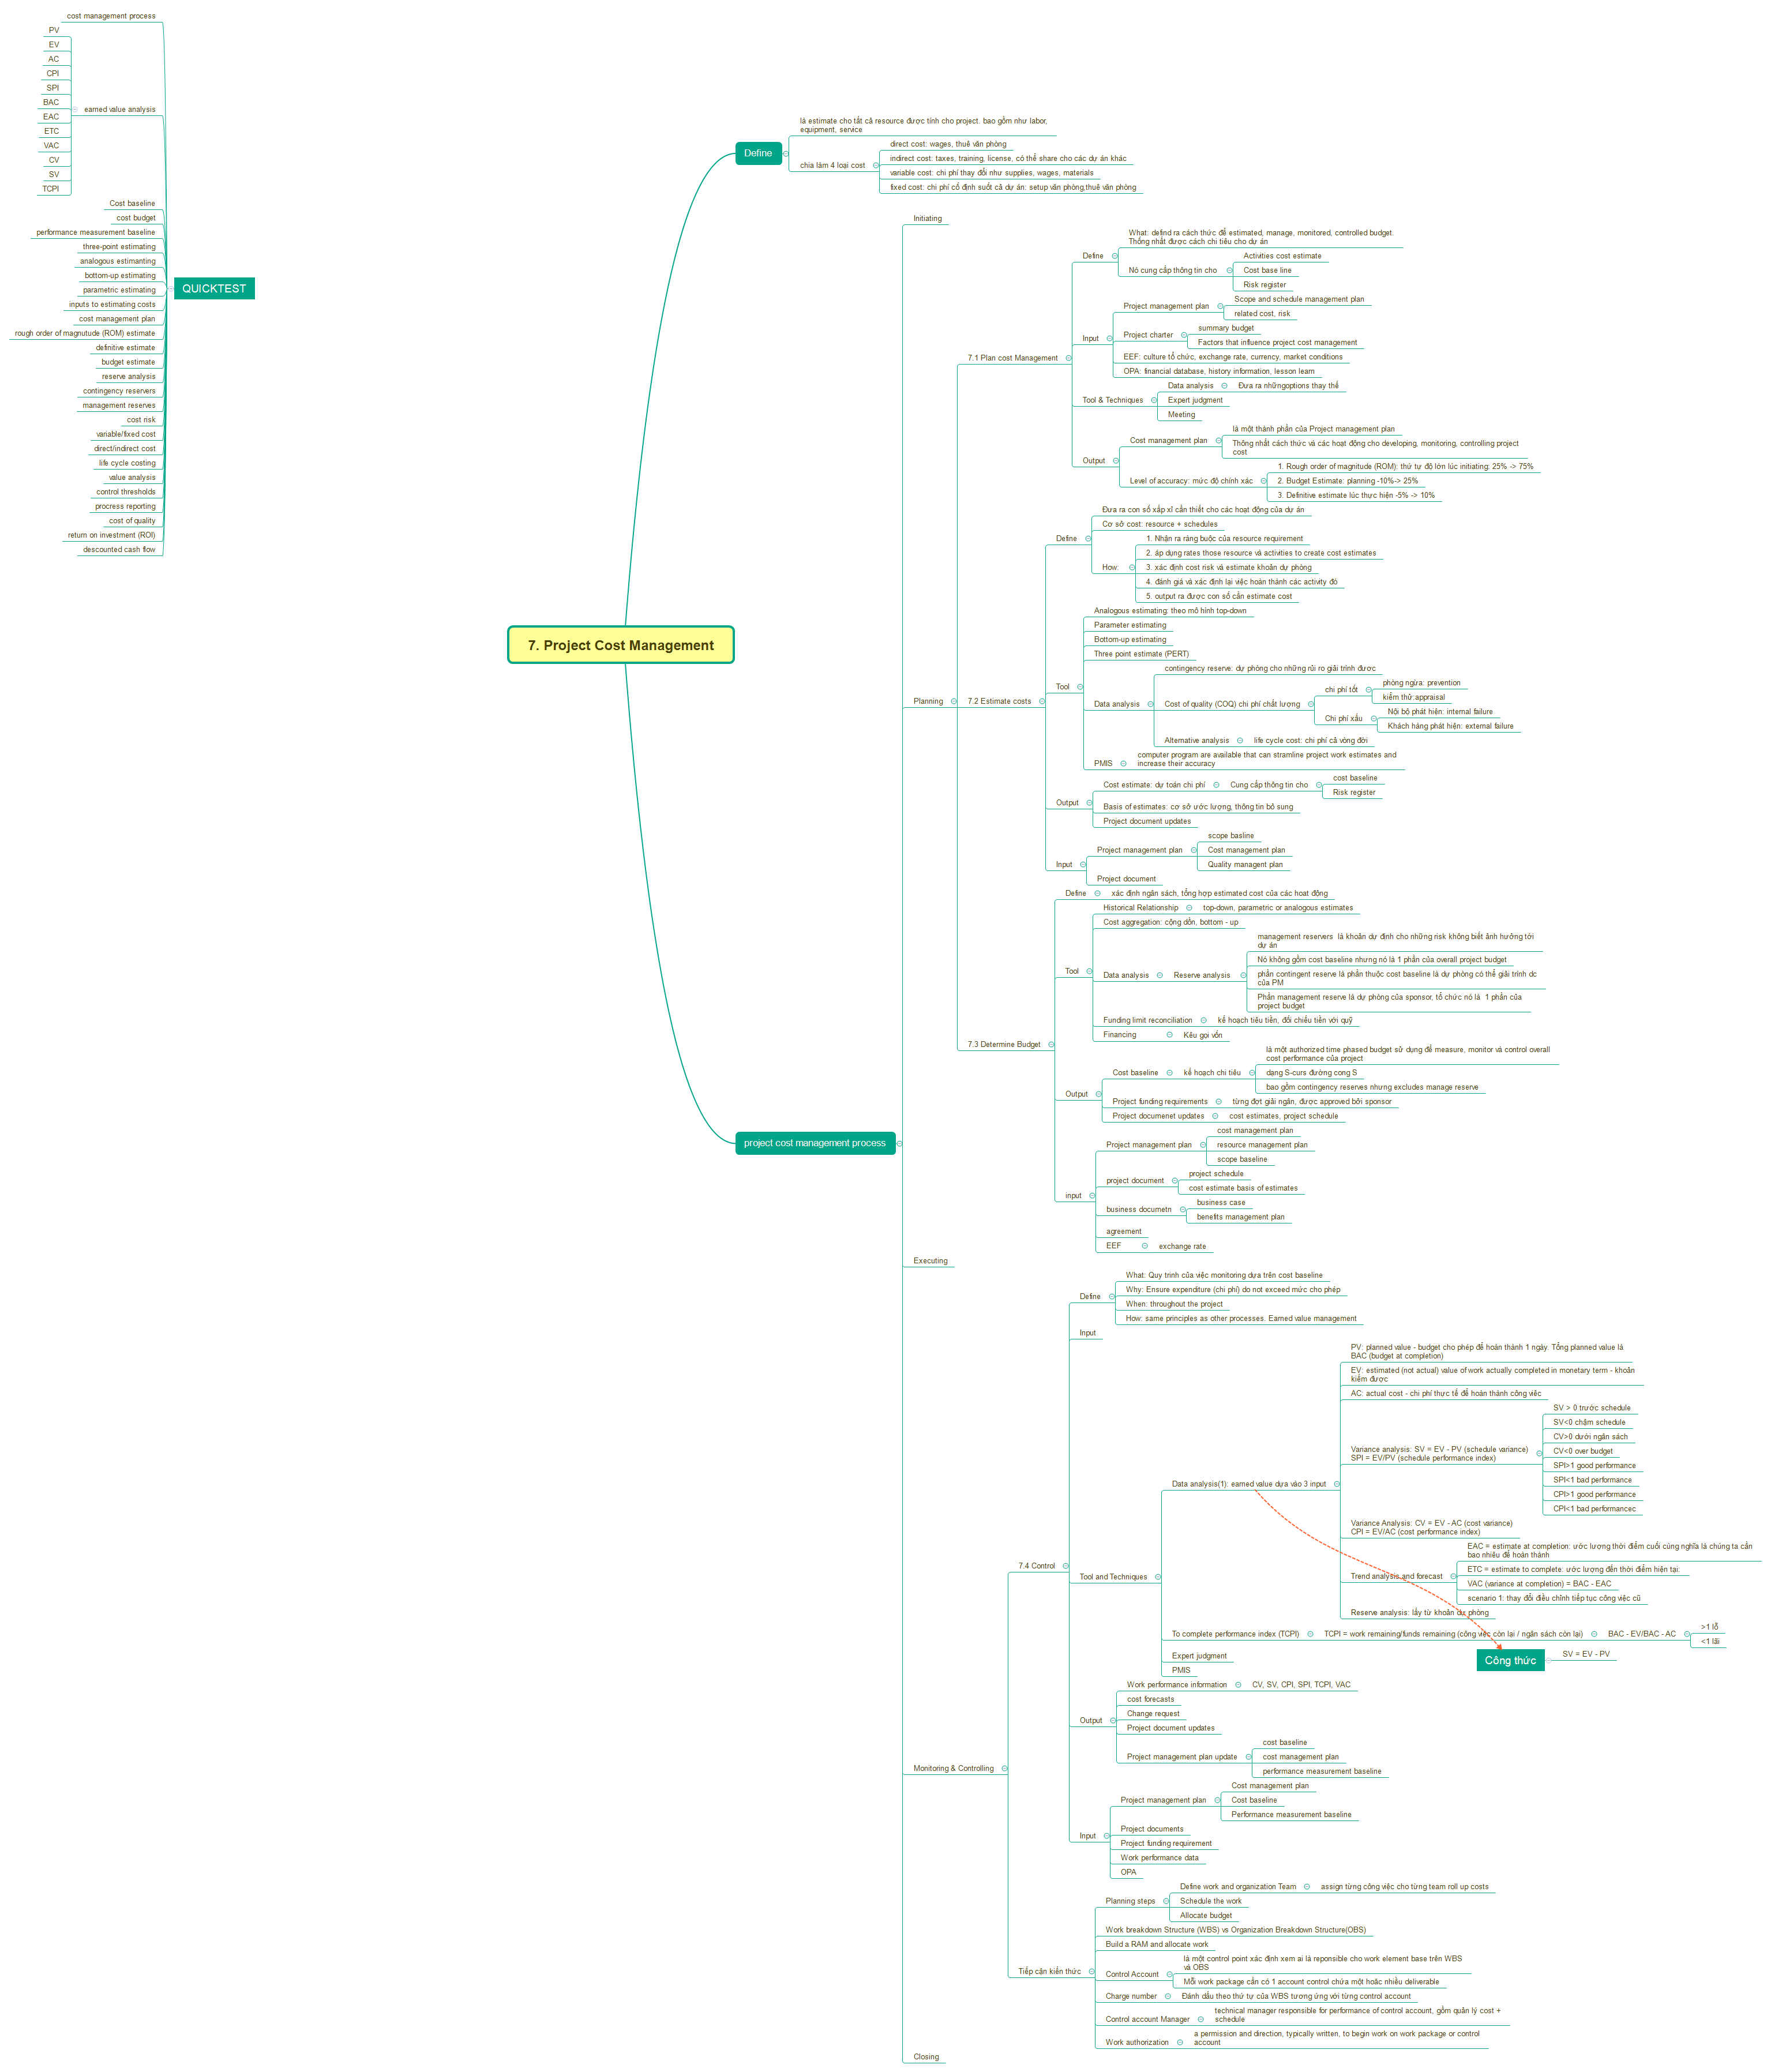 cost management process
PV
EV
AC
CPI
SPI
BAC
EAC
ETC
VAC
CV
SV
TCPI
earned value analysis
Cost baseline
cost budget
performance measurement baseline
three-point estimating
analogous estimanting
bottom-up estimating
parametric estimating
inputs to estimating costs
cost management plan
rough order of magnutude (ROM) estimate
definitive estimate
budget estimate
reserve analysis
contingency reservers
management reserves
cost risk
variable/fixed cost
direct/indirect cost
life cycle costing
value analysis
control thresholds
procress reporting
cost of quality
return on investment (ROI)
descounted cash flow
QUICKTEST
7. Project Cost Management
Define
là estimate cho tất cả resource được tính cho project. bao gồm như labor,
equipment, service
chia làm 4 loại cost
direct cost: wages, thuê văn phòng
indirect cost: taxes, training, license, có thể share cho các dự án khác
variable cost: chi phí thay đổi như supplies, wages, materials
fixed cost: chi phí cố định suốt cả dự án: setup văn phòng,thuê văn phòng
project cost management process
Initiating
Planning
7.1 Plan cost Management
Define
What: defind ra cách thức để estimated, manage, monitored, controlled budget.
Thống nhất được cách chi tiêu cho dự án
Nó cung cấp thông tin cho
Activities cost estimate
Cost base line
Risk register
Input
Project management plan
Scope and schedule management plan
related cost, risk
Project charter
summary budget
Factors that influence project cost management
EEF: culture tổ chức, exchange rate, currency, market conditions
OPA: financial database, history information, lesson learn
Tool & Techniques
Data analysis
Đưa ra nhữngoptions thay thế
Expert judgment
Meeting
Output
Cost management plan
là một thành phần của Project management plan
Thông nhất cách thức và các hoạt động cho developing, monitoring, controlling project
cost
Level of accuracy: mức độ chính xác
1. Rough order of magnitude (ROM): thứ tự độ lớn lúc initiating: 25% -> 75%
2. Budget Estimate: planning -10%-> 25%
3. Definitive estimate lúc thực hiện -5% -> 10%
7.2 Estimate costs
Define
Đưa ra con số xấp xỉ cần thiết cho các hoạt động của dự án
Cơ sở cost: resource + schedules
How:
1. Nhận ra ràng buộc của resource requirement
2. áp dụng rates those resource và activities to create cost estimates
3. xác định cost risk và estimate khoản dự phòng
4. đánh giá và xác định lại việc hoàn thành các activity đó
5. output ra được con số cần estimate cost
Tool
Analogous estimating: theo mô hình top-down
Parameter estimating
Bottom-up estimating
Three point estimate (PERT)
Data analysis
contingency reserve: dự phòng cho những rủi ro giải trình được
Cost of quality (COQ) chi phí chất lượng
chi phí tốt
phòng ngừa: prevention
kiểm thử:appraisal
Chi phí xấu
Nội bộ phát hiện: internal failure
Khách hàng phát hiện: external failure
Alternative analysis
life cycle cost: chi phí cả vòng đời
PMIS
computer program are available that can stramline project work estimates and
increase their accuracy
Output
Cost estimate: dự toán chi phí
Cung cấp thông tin cho
cost baseline
Risk register
Basis of estimates: cơ sở ước lượng, thông tin bổ sung
Project document updates
Input
Project management plan
scope basline
Cost management plan
Quality managent plan
Project document
7.3 Determine Budget
Define
xác định ngân sách, tổng hợp estimated cost của các hoat động
Tool
Historical Relationship
top-down, parametric or analogous estimates
Cost aggregation: cộng dồn, bottom - up
Data analysis
Reserve analysis
management reservers  là khoản dự định cho những risk không biết ảnh hưởng tới
dự án
Nó không gồm cost baseline nhưng nó là 1 phần của overall project budget
phần contingent reserve là phần thuộc cost baseline là dự phòng có thể giải trình dc
của PM
Phần management reserve là dự phòng của sponsor, tổ chức nó là  1 phần của
project budget
Funding limit reconciliation
kế hoạch tiêu tiền, đối chiếu tiền với quỹ
Financing
Kêu gọi vốn
Output
Cost baseline
kế hoạch chi tiêu
là một authorized time phased budget sử dụng để measure, monitor và control overall
cost performance của project
dạng S-curs đường cong S
bao gồm contingency reserves nhưng excludes manage reserve
Project funding requirements
từng đợt giải ngân, được approved bởi sponsor
Project documenet updates
cost estimates, project schedule
input
Project management plan
cost management plan
resource management plan
scope baseline
project document
project schedule
cost estimate basis of estimates
business documetn
business case
benefits management plan
agreement
EEF
exchange rate
Executing
Monitoring & Controlling
7.4 Control
Define
What: Quy trình của việc monitoring dựa trên cost baseline
Why: Ensure expenditure (chi phí) do not exceed mức cho phép
When: throughout the project
How: same principles as other processes. Earned value management
Input
Tool and Techniques
Data analysis(1): earned value dựa vào 3 input
PV: planned value - budget cho phép để hoàn thành 1 ngày. Tổng planned value là
BAC (budget at completion)
EV: estimated (not actual) value of work actually completed in monetary term - khoản
kiếm được
AC: actual cost - chi phí thực tế để hoàn thành công viêc
Variance analysis: SV = EV - PV (schedule variance)
SPI = EV/PV (schedule performance index)
SV > 0 trước schedule
SV<0 chậm schedule
CV>0 dưới ngân sách
CV<0 over budget
SPI>1 good performance
SPI<1 bad performance
CPI>1 good performance
CPI<1 bad performancec
Variance Analysis: CV = EV - AC (cost variance)
CPI = EV/AC (cost performance index)
Trend analysis and forecast
EAC = estimate at completion: ước lượng thời điểm cuối cùng nghĩa là chúng ta cần
bao nhiêu để hoàn thành
ETC = estimate to complete: ước lượng đến thời điểm hiện tại:
VAC (variance at completion) = BAC - EAC
scenario 1: thay đổi điều chỉnh tiếp tục công việc cũ
Reserve analysis: lấy từ khoản dự phòng
To complete performance index (TCPI)
TCPI = work remaining/funds remaining (công việc còn lại / ngân sách còn lại)
BAC - EV/BAC - AC
>1 lỗ
<1 lãi
Công thức
SV = EV - PV
Expert judgment
PMIS
Output
Work performance information
CV, SV, CPI, SPI, TCPI, VAC
cost forecasts
Change request
Project document updates
Project management plan update
cost baseline
cost management plan
performance measurement baseline
Input
Project management plan
Cost management plan
Cost baseline
Performance measurement baseline
Project documents
Project funding requirement
Work performance data
OPA
Tiếp cận kiến thức
Planning steps
Define work and organization Team
assign từng công việc cho từng team roll up costs
Schedule the work
Allocate budget
Work breakdown Structure (WBS) vs Organization Breakdown Structure(OBS)
Build a RAM and allocate work
Control Account
là một control point xác định xem ai là reponsible cho work element base trên WBS
và OBS
Mỗi work package cần có 1 account control chứa một hoặc nhiều deliverable
Charge number
Đánh dấu theo thứ tự của WBS tương ứng với từng control account
Control account Manager
technical manager responsible for performance of control account, gồm quản lý cost +
schedule
Work authorization
a permission and direction, typically written, to begin work on work package or control
account
Closing